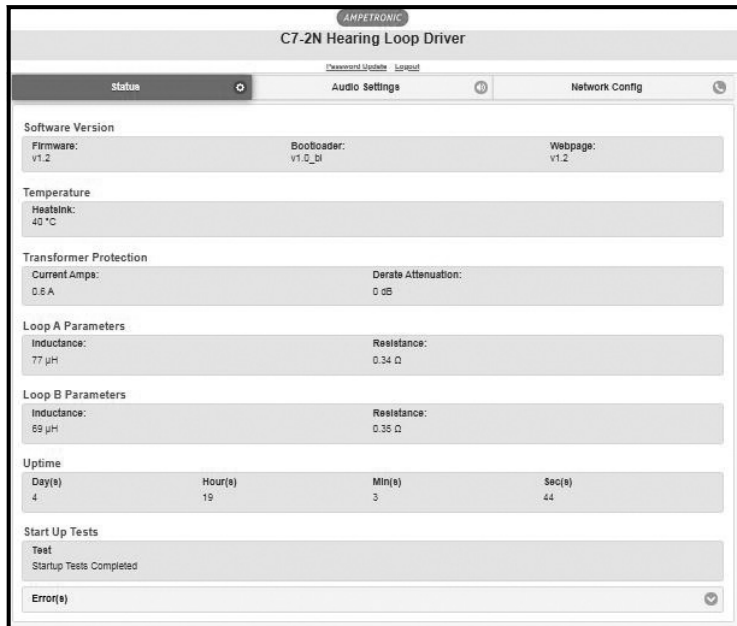 AMPETRONIC
C7-2N Hearing Loop Driver
Password Update Logout
Status Audio Settings Network Config
Software Version
Firmware: Bootloader: Webpage:
v1.2 v1.0_bl v1.2
Temperature
Heatsink:
40 °C
Transformer Protection
Current Amps: Derate Attenuation:
0.6 A 0 dB
Loop A Parameters
Inductance: Resistance:
77 µH 0.34 Ω
Loop B Parameters
Inductance: Resistance:
69 µH 0.35 Ω
Uptime
Day(s) Hour(s) Min(s) Sec(s)
4 19 3 44
Start Up Tests
Test
Startup Tests Completed
Error(s)